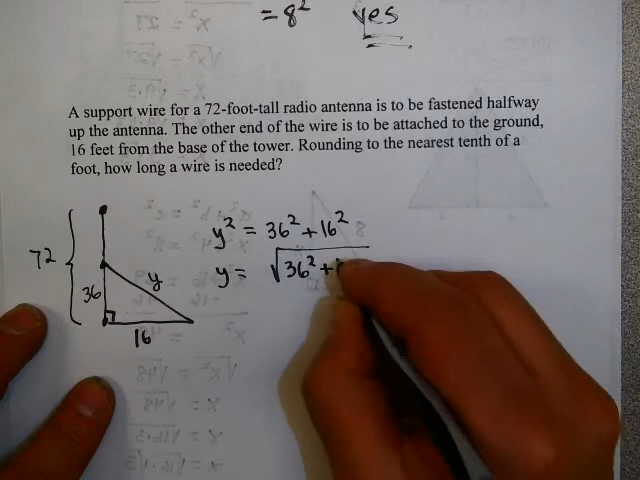 = 8² yes
A support wire for a 72-foot-tall radio antenna is to be fastened halfway
up the antenna. The other end of the wire is to be attached to the ground,
16 feet from the base of the tower. Rounding to the nearest tenth of a
foot, how long a wire is needed?
72
36
y
16
y² = 36² + 16²
y = √36² +